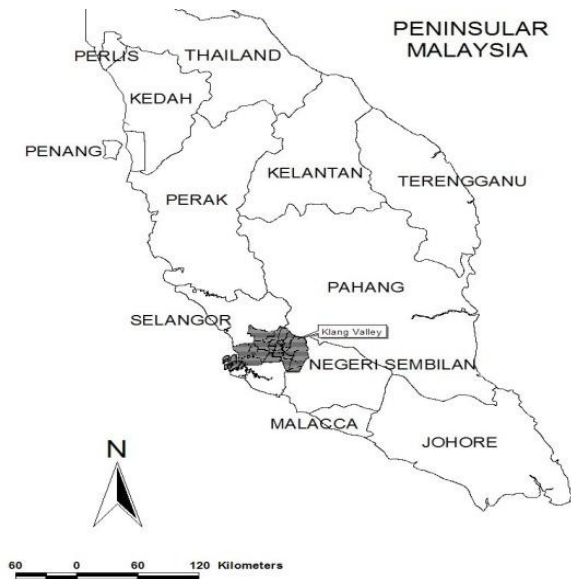 PENINSULAR
MALAYSIA
PERLIS
THAILAND
KEDAH
PENANG
KELANTAN
TERENGGANU
PERAK
PAHANG
SELANGOR
Klang Valley
NEGERI SEMBILAN
MALACCA
JOHORE
N
60 0 60 120 Kilometers